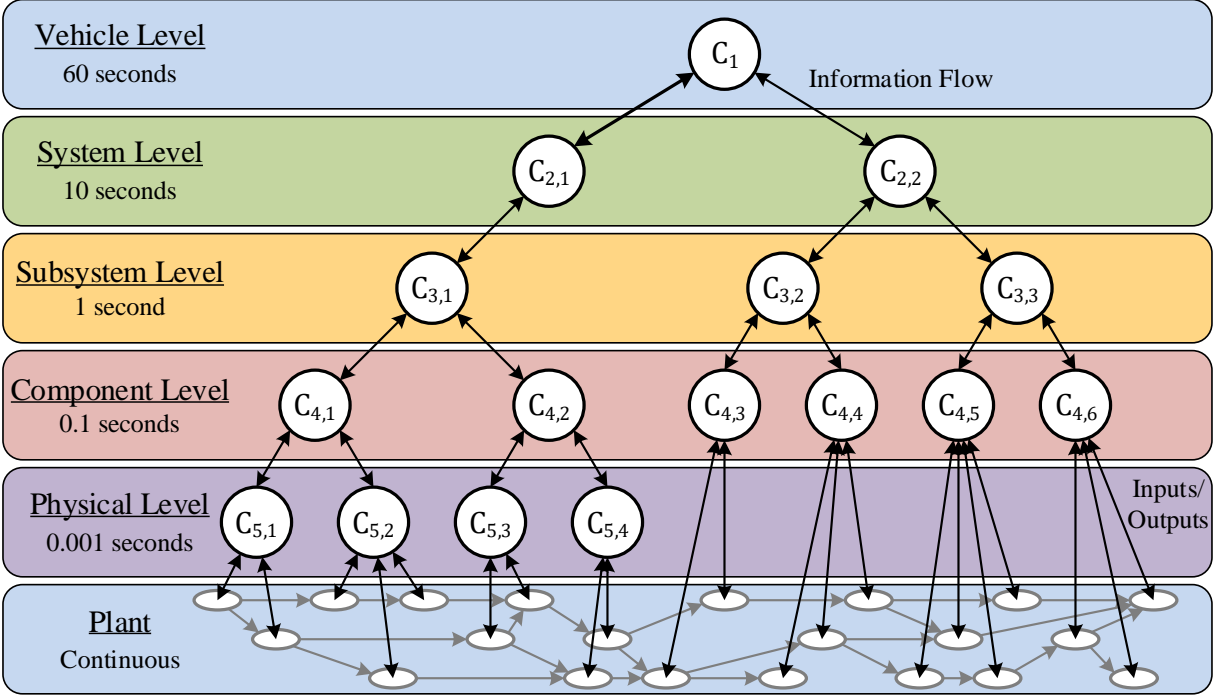 Vehicle Level
60 seconds
C1
Information Flow
System Level
10 seconds
C2,1
C2,2
Subsystem Level
1 second
C3,1
C3,2
C3,3
Component Level
0.1 seconds
C4,1
C4,2
C4,3
C4,4
C4,5
C4,6
Physical Level
0.001 seconds
C5,1
C5,2
C5,3
C5,4
Inputs/
Outputs
Plant
Continuous